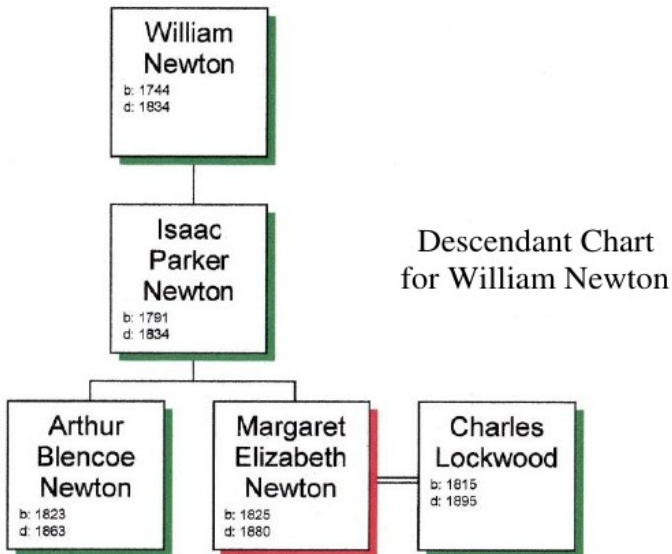 William
Newton
b: 1744
d: 1834
Isaac
Parker
Newton
b: 1791
d: 1834
Descendant Chart
for William Newton
Arthur
Blencoe
Newton
b: 1823
d: 1863
Margaret
Elizabeth
Newton
b: 1825
d: 1880
Charles
Lockwood
b: 1815
d: 1895